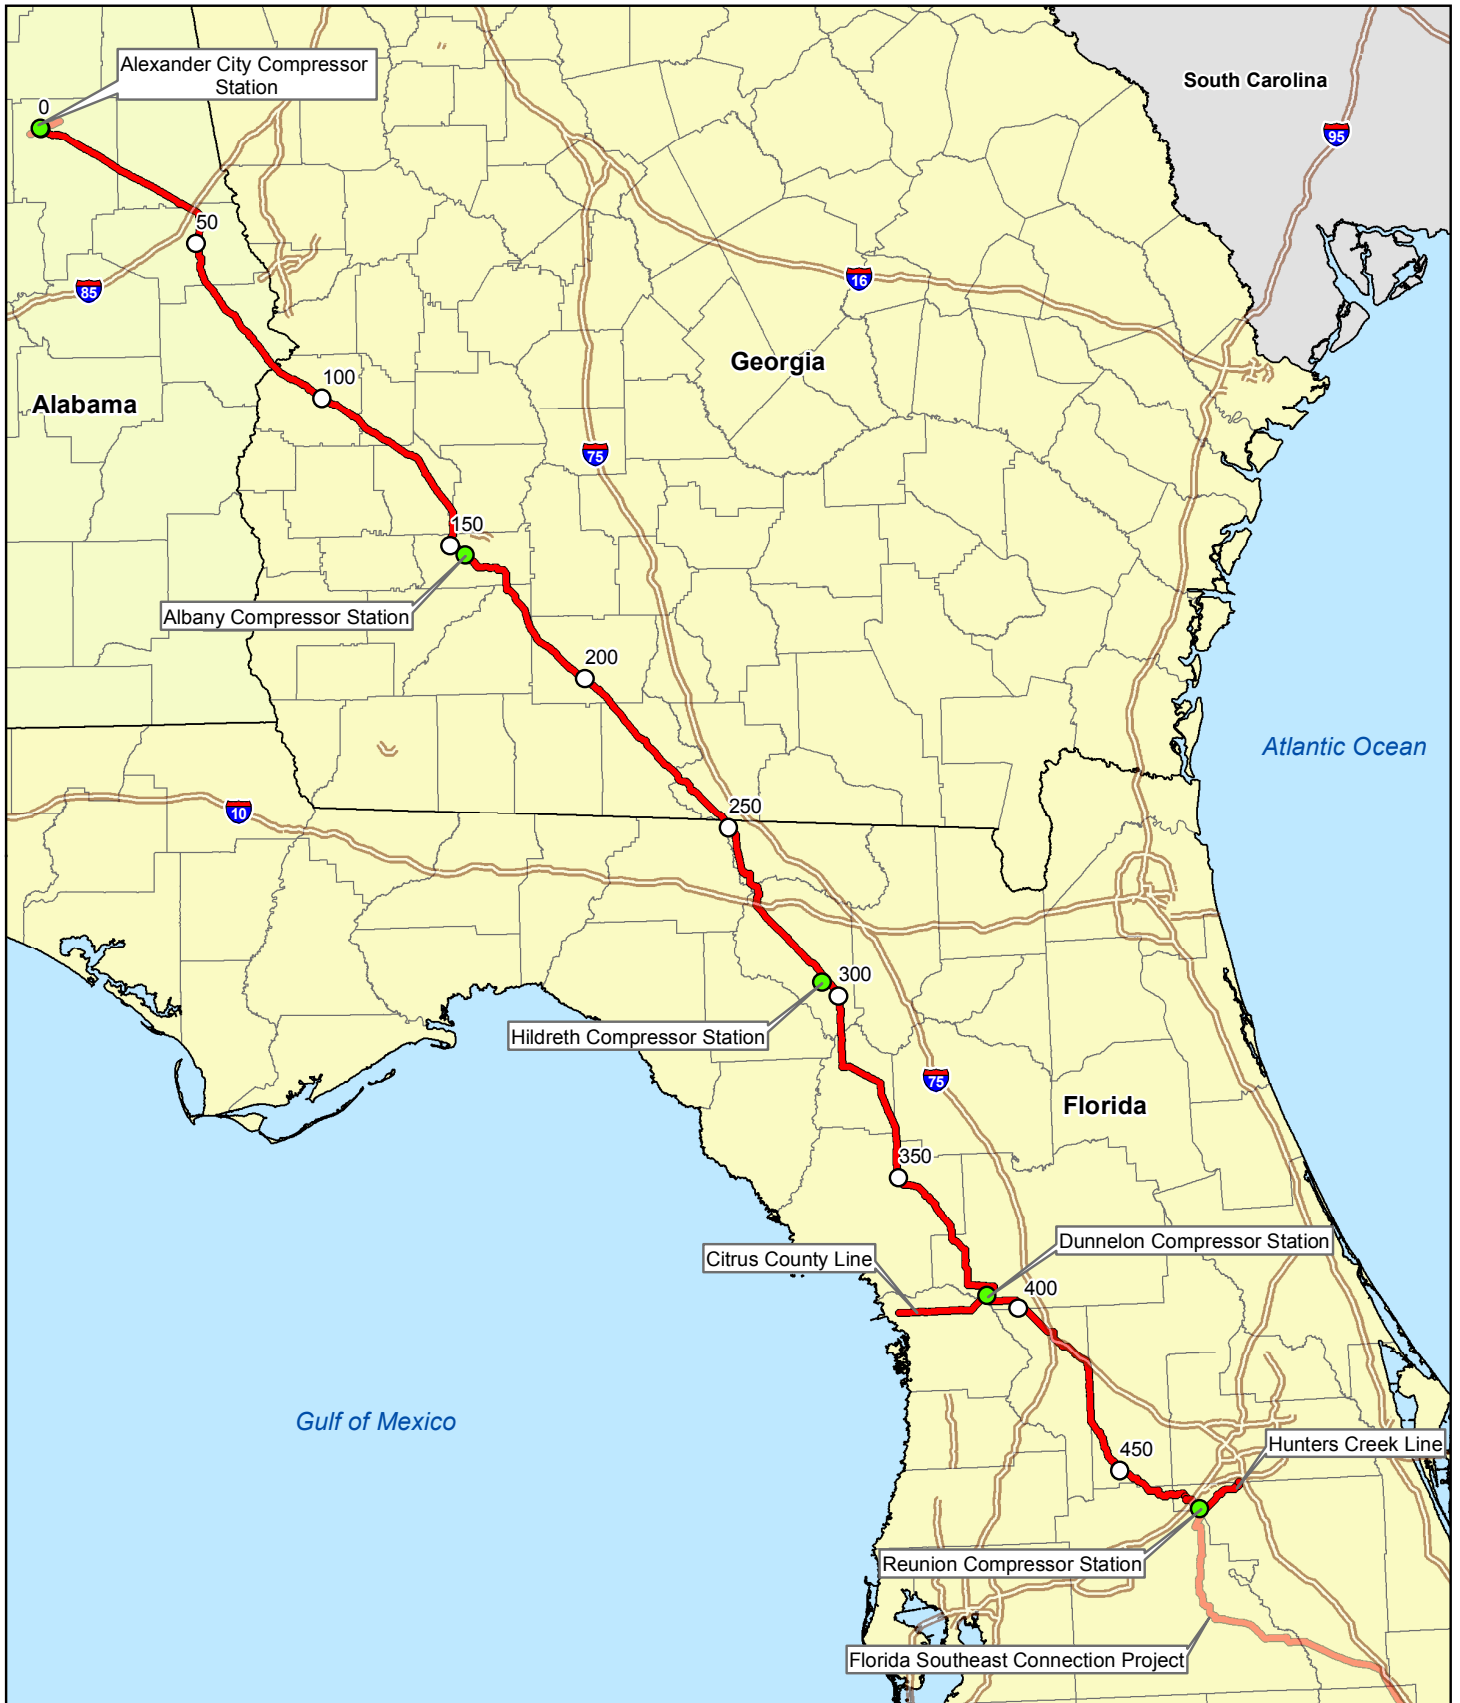 Alexander City Compressor
Station
South Carolina
0
95
50
16
85
Georgia
100
Alabama
75
150
Albany Compressor Station
200
Atlantic Ocean
250
10
300
Hildreth Compressor Station
75
Florida
350
Dunnelon Compressor Station
Citrus County Line
400
Gulf of Mexico
450
Hunters Creek Line
Reunion Compressor Station
Florida Southeast Connection Project